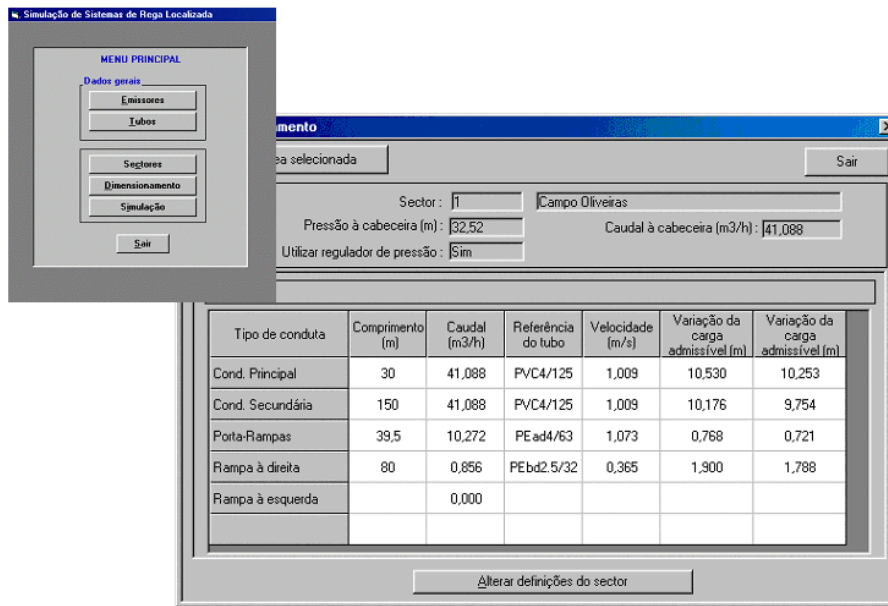 Simulação de Sistemas de Rega Localizada
MENU PRINCIPAL
Dados gerais
Emissores
Tubos
Sectores
Dimensionamento
Simulação
Sair
selecionada
Sair
Sector : 1 Campo Oliveiras
Pressão à cabeceira (m) : 32,52 Caudal à cabeceira (m3/h) : 41,088
Utilizar regulador de pressão : Sim
Tipo de conduta Comprimento (m) Caudal (m3/h) Referência do tubo Velocidade (m/s) Variação da carga admissível (m) Variação da carga admissível (m)
Cond. Principal 30 41,088 PVC4/125 1,009 10,530 10,253
Cond. Secundária 150 41,088 PVC4/125 1,009 10,176 9,754
Porta-Rampas 39,5 10,272 PEad4/63 1,073 0,768 0,721
Rampa à direita 80 0,856 PEbd2.5/32 0,365 1,900 1,788
Rampa à esquerda 0,000
Alterar definições do sector